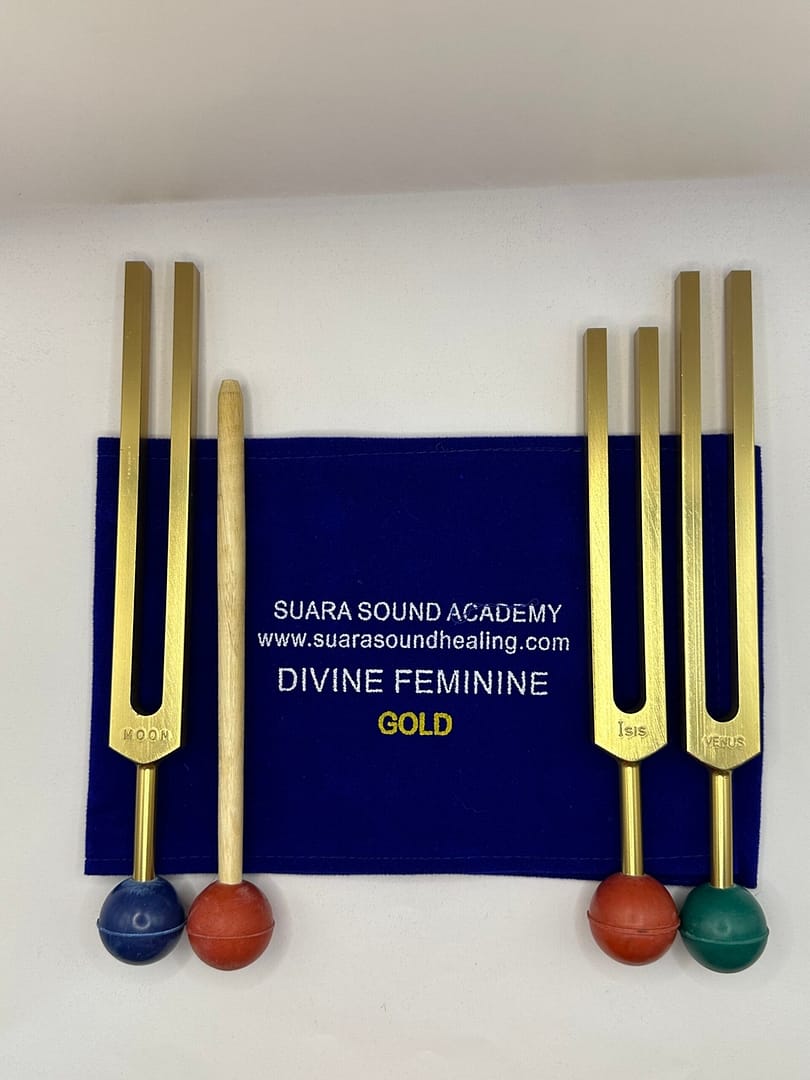 SUARA SOUND ACADEMY
www.suarasoundhealing.com
DIVINE FEMININE
GOLD
MOON
Isis
VENUS